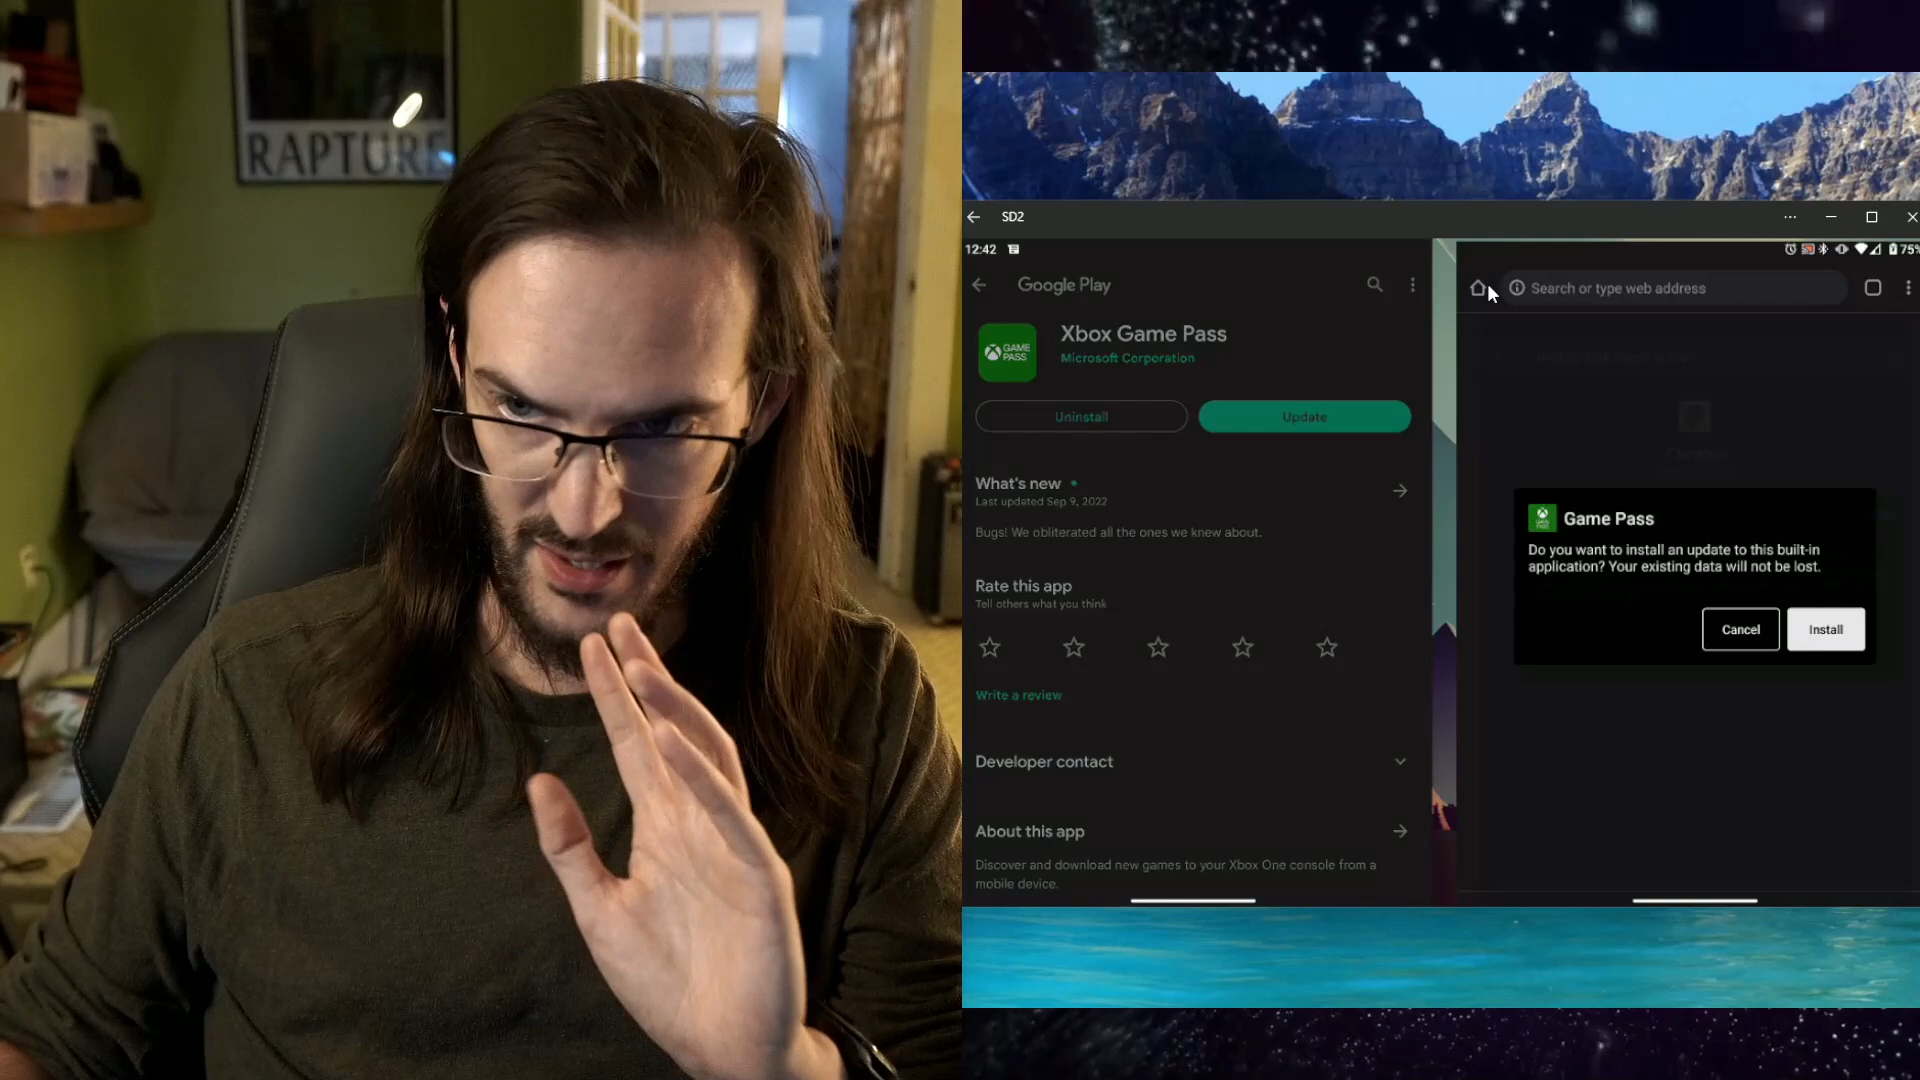 RAPTURE
SD2
12:42
75%
Google Play
Search or type web address
GAME PASS
Xbox Game Pass
Microsoft Corporation
Uninstall
Update
What's new
Last updated Sep 9, 2022
Bugs! We obliterated all the ones we knew about.
Rate this app
Tell others what you think
Write a review
Developer contact
About this app
Discover and download new games to your Xbox One console from a
mobile device.
Game Pass
Do you want to install an update to this built-in
application? Your existing data will not be lost.
Cancel
Install